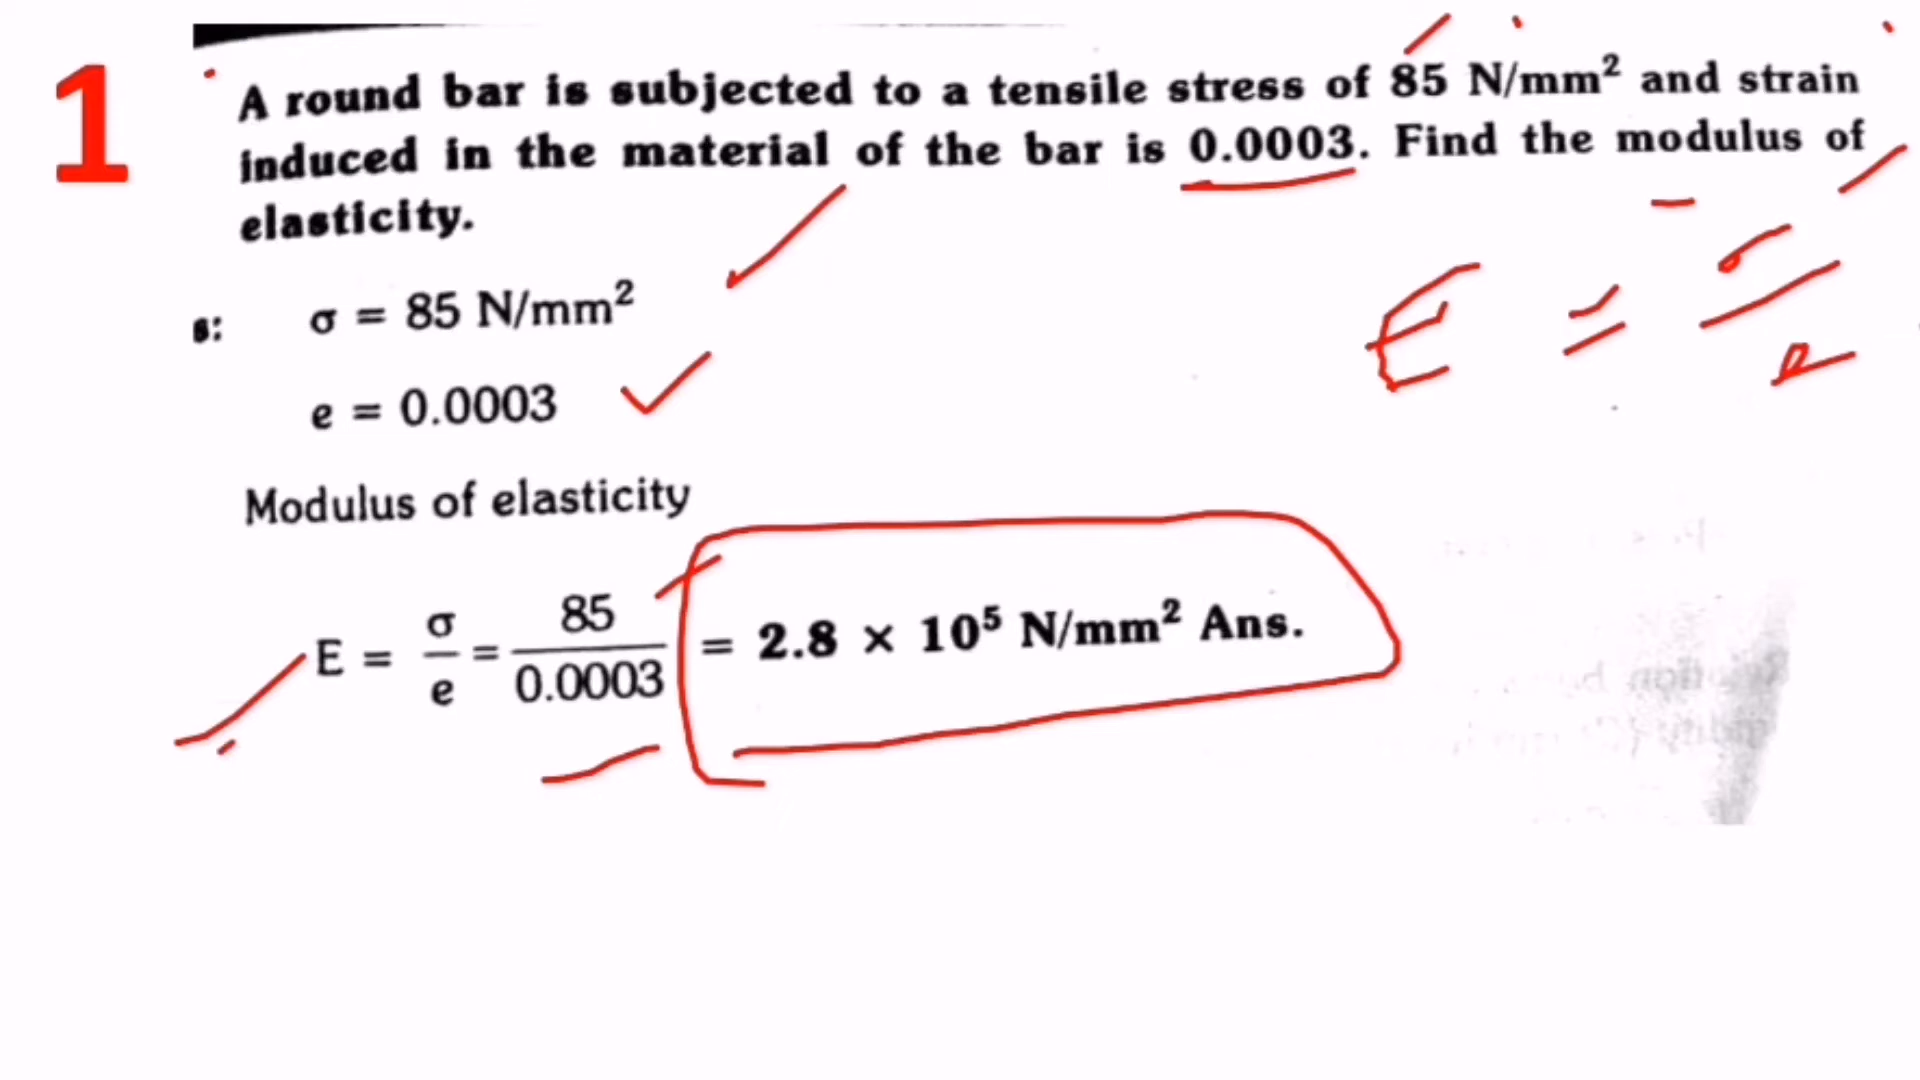 1
A round bar is subjected to a tensile stress of 85 N/mm² and strain
induced in the material of the bar is 0.0003. Find the modulus of
elasticity.
s: σ = 85 N/mm²
e = 0.0003
E = σ/e
Modulus of elasticity
E = σ/e = 85/0.0003 = 2.8 × 10⁵ N/mm² Ans.